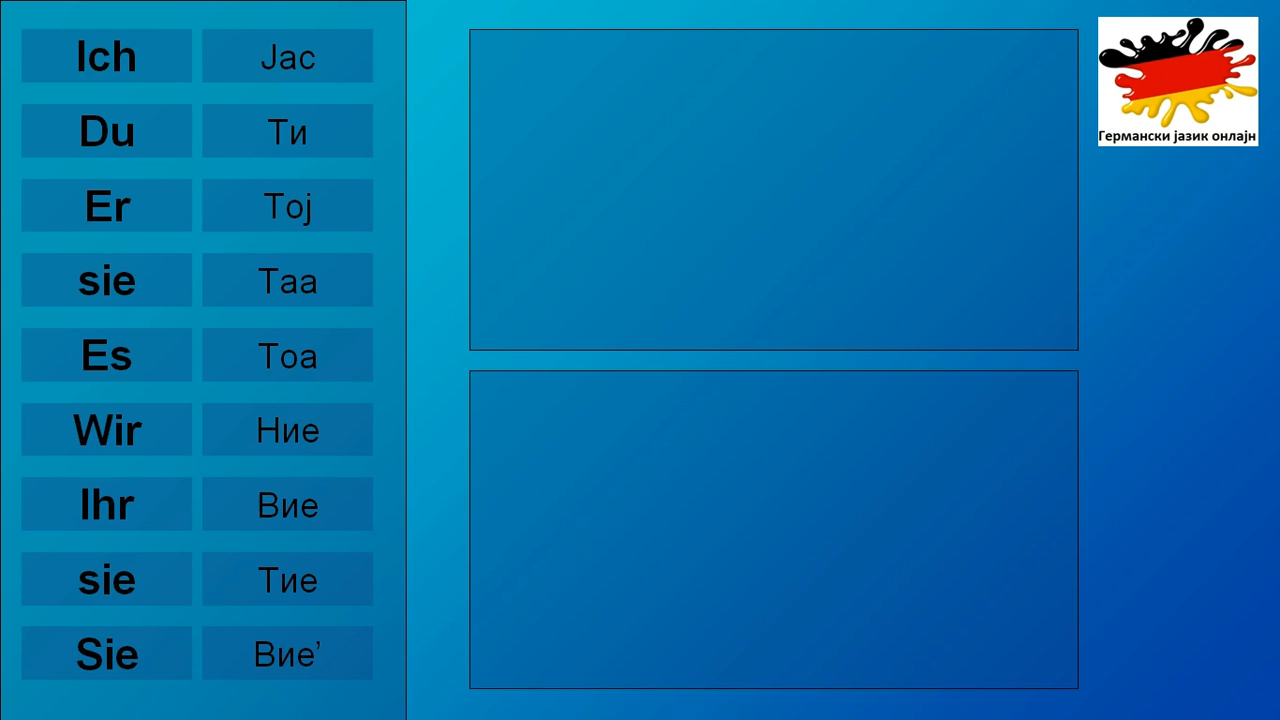 Ich Јас
Du Ти
Er Тој
sie Таа
Es Тоа
Wir Ние
Ihr Вие
sie Тие
Sie Вие’
Германски јазик онлајн